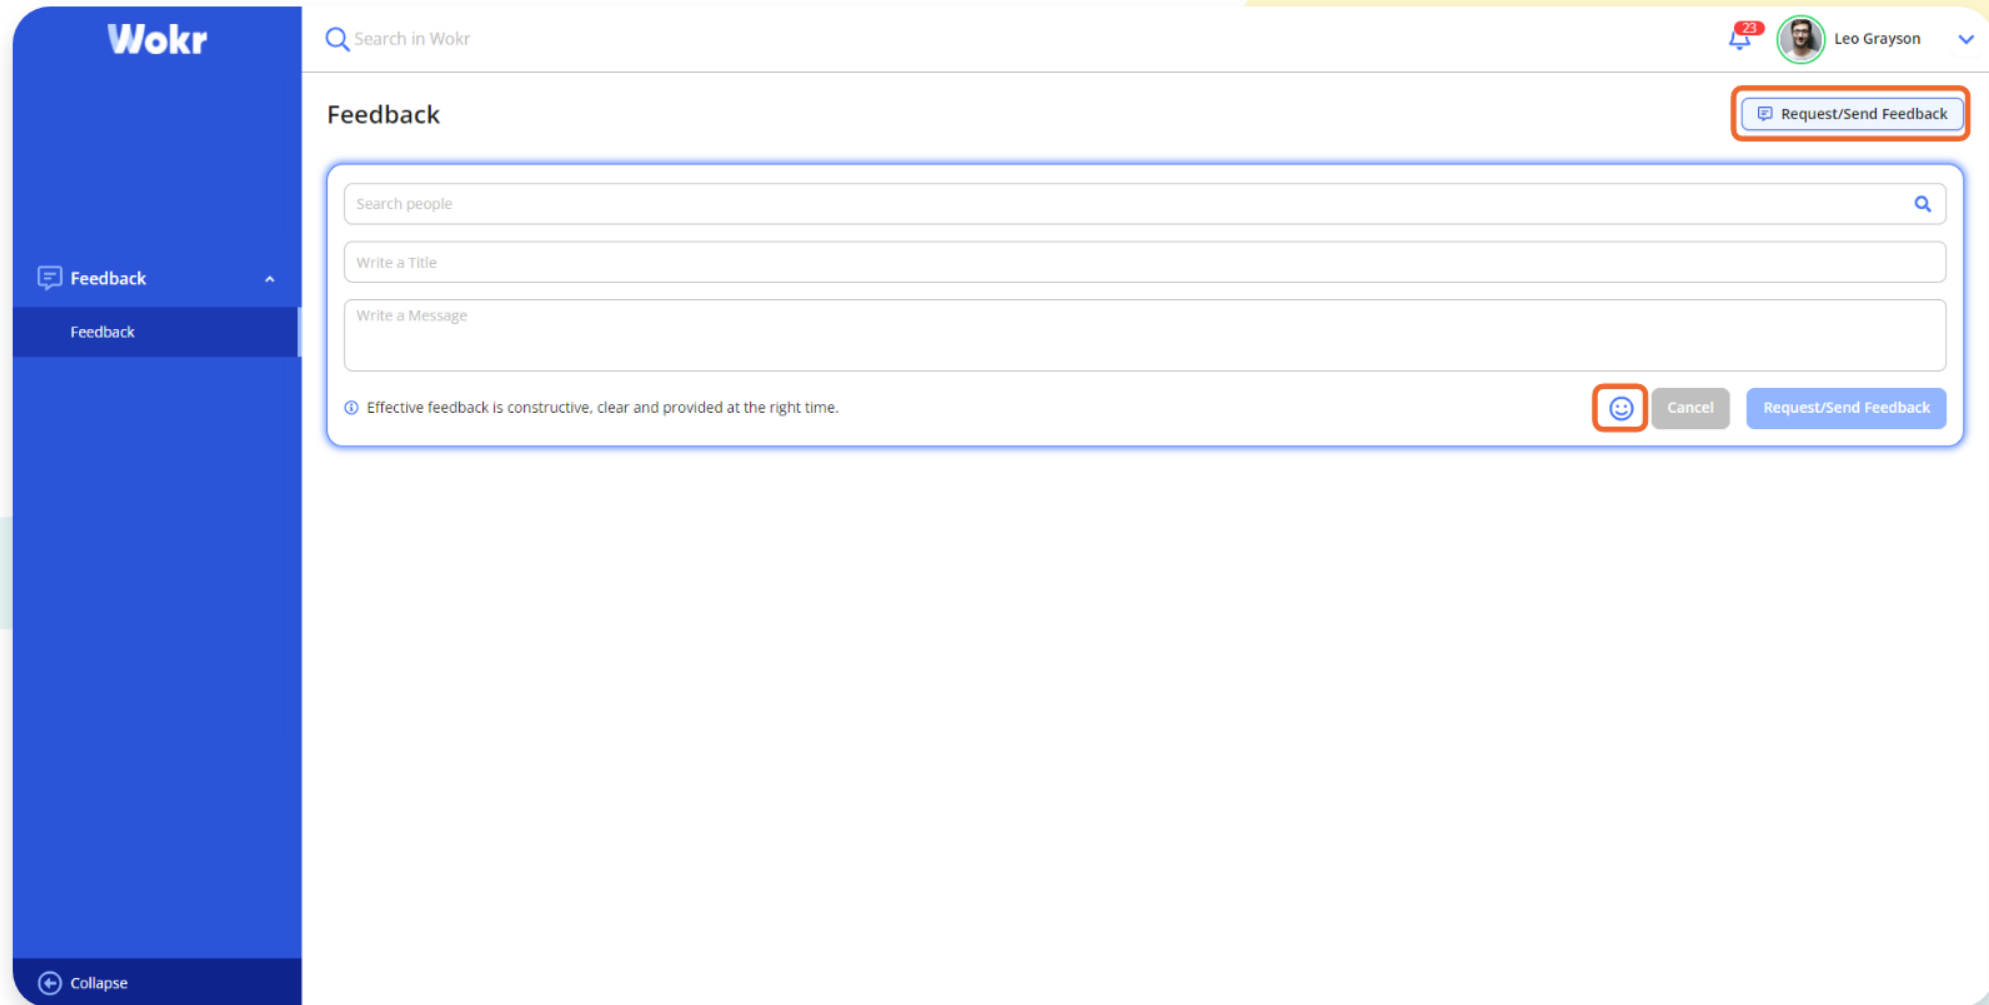 Wokr
Search in Wokr
23
Leo Grayson
Feedback
Request/Send Feedback
Search people
Write a Title
Feedback
Write a Message
Feedback
Effective feedback is constructive, clear and provided at the right time.
Cancel
Request/Send Feedback
Collapse